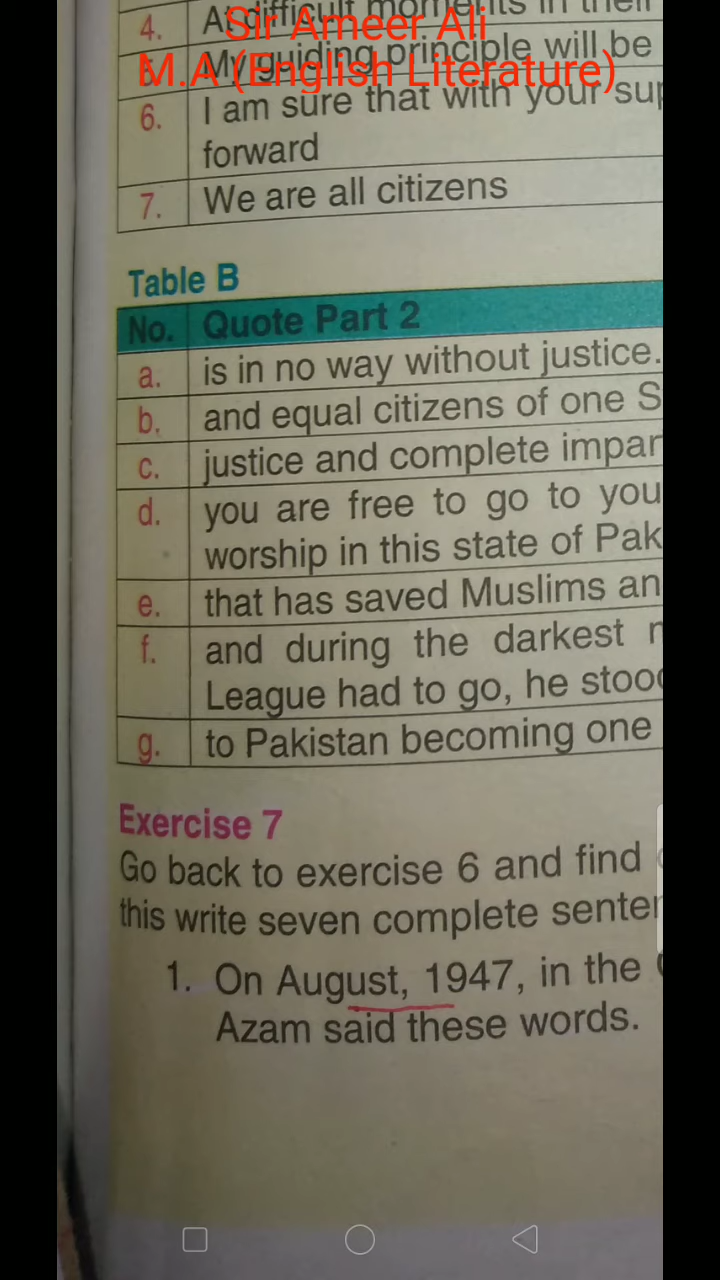 4. At difficult moments in their
Sir Ameer Ali
My guiding principle will be
M.A (English Literature)
6. I am sure that with your
forward
7. We are all citizens
Table B
No. Quote Part 2
a. is in no way without justice.
b. and equal citizens of one S
c. justice and complete impar
d. you are free to go to you
worship in this state of Pak
e. that has saved Muslims an
f. and during the darkest
League had to go, he stood
g. to Pakistan becoming one
Exercise 7
Go back to exercise 6 and find
this write seven complete senten
1. On August, 1947, in the
Azam said these words.